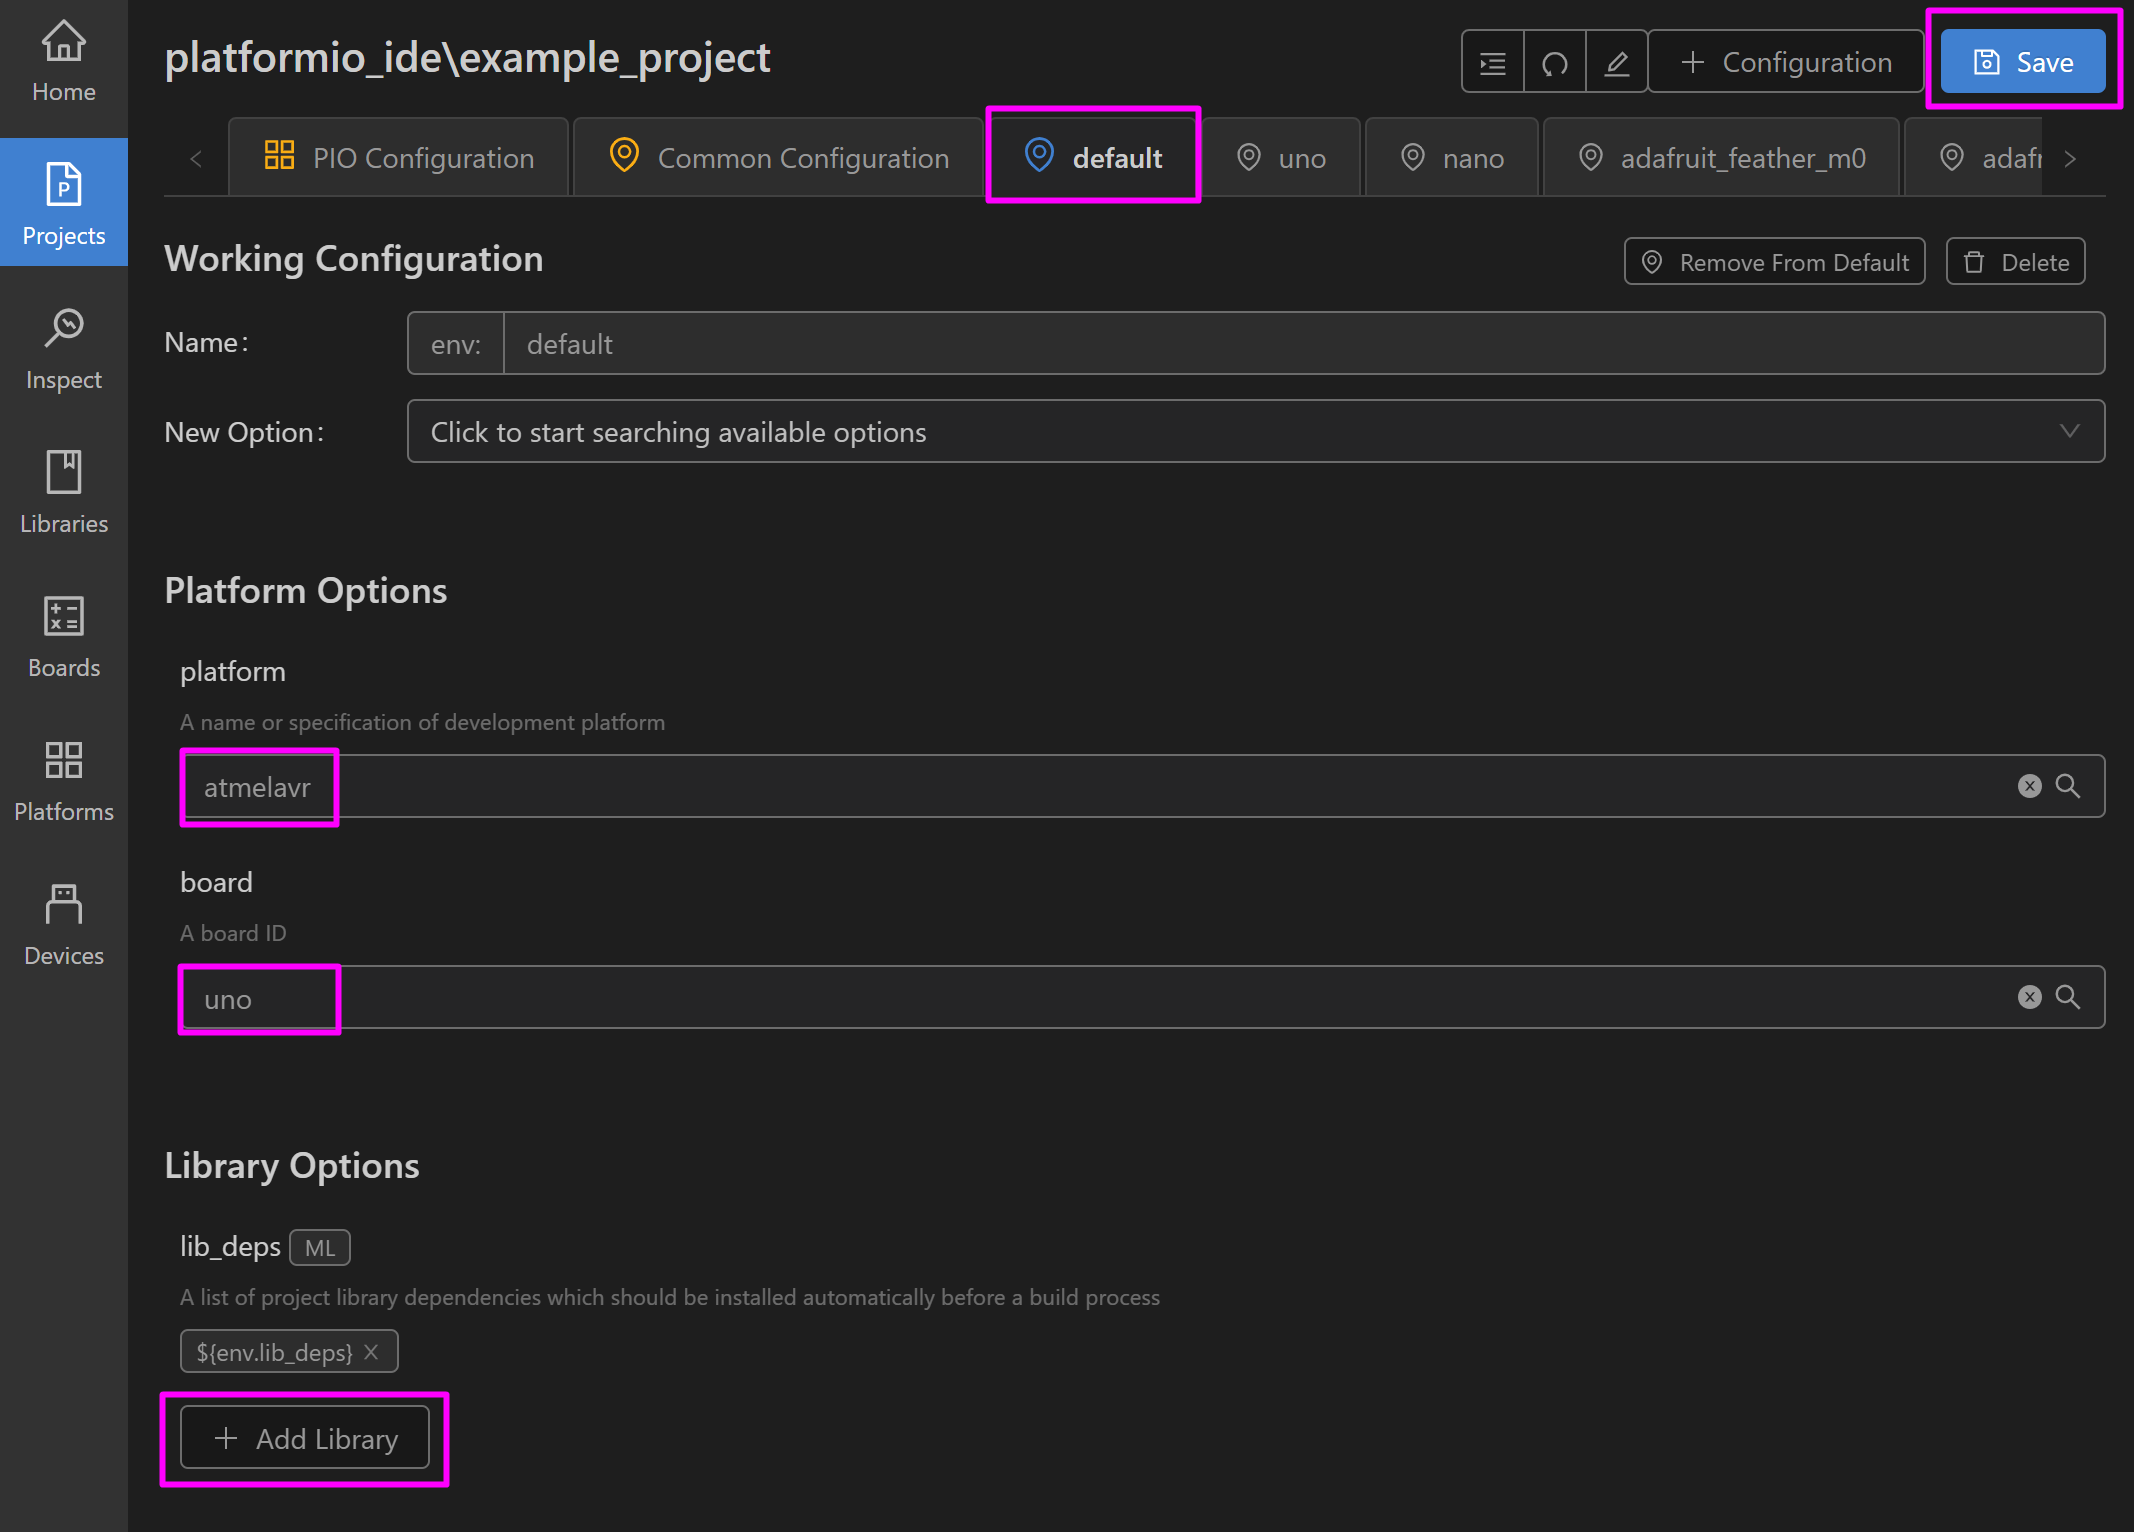 Home
Projects
Inspect
Libraries
Boards
Platforms
Devices
platformio_ide\example_project
Configuration
Save
PIO Configuration
Common Configuration
default
uno
nano
adafruit_feather_m0
adafr
Working Configuration
Remove From Default
Delete
Name:
env:
default
New Option:
Click to start searching available options
Platform Options
platform
A name or specification of development platform
atmelavr
board
A board ID
uno
Library Options
lib_deps ML
A list of project library dependencies which should be installed automatically before a build process
${env.lib_deps}
+ Add Library